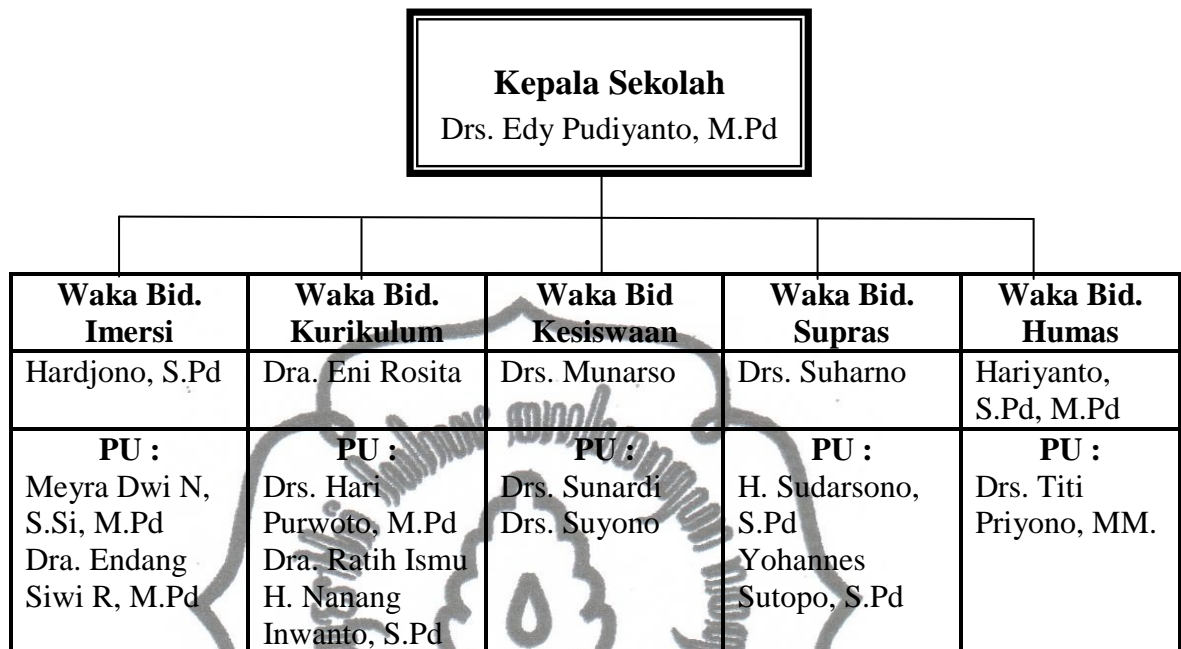 Kepala Sekolah
Drs. Edy Pudiyanto, M.Pd
Waka Bid.
Imersi
Waka Bid.
Kurikulum
Waka Bid
Kesiswaan
Waka Bid.
Supras
Waka Bid.
Humas
Hardjono, S.Pd
Dra. Eni Rosita
Drs. Munarso
Drs. Suharno
Hariyanto,
S.Pd, M.Pd
PU :
Meyra Dwi N,
S.Si, M.Pd
Dra. Endang
Siwi R, M.Pd
PU :
Drs. Hari
Purwoto, M.Pd
Dra. Ratih Ismu
H. Nanang
Inwanto, S.Pd
PU :
Drs. Sunardi
Drs. Suyono
PU :
H. Sudarsono,
S.Pd
Yohannes
Sutopo, S.Pd
PU :
Drs. Titi
Priyono, MM.